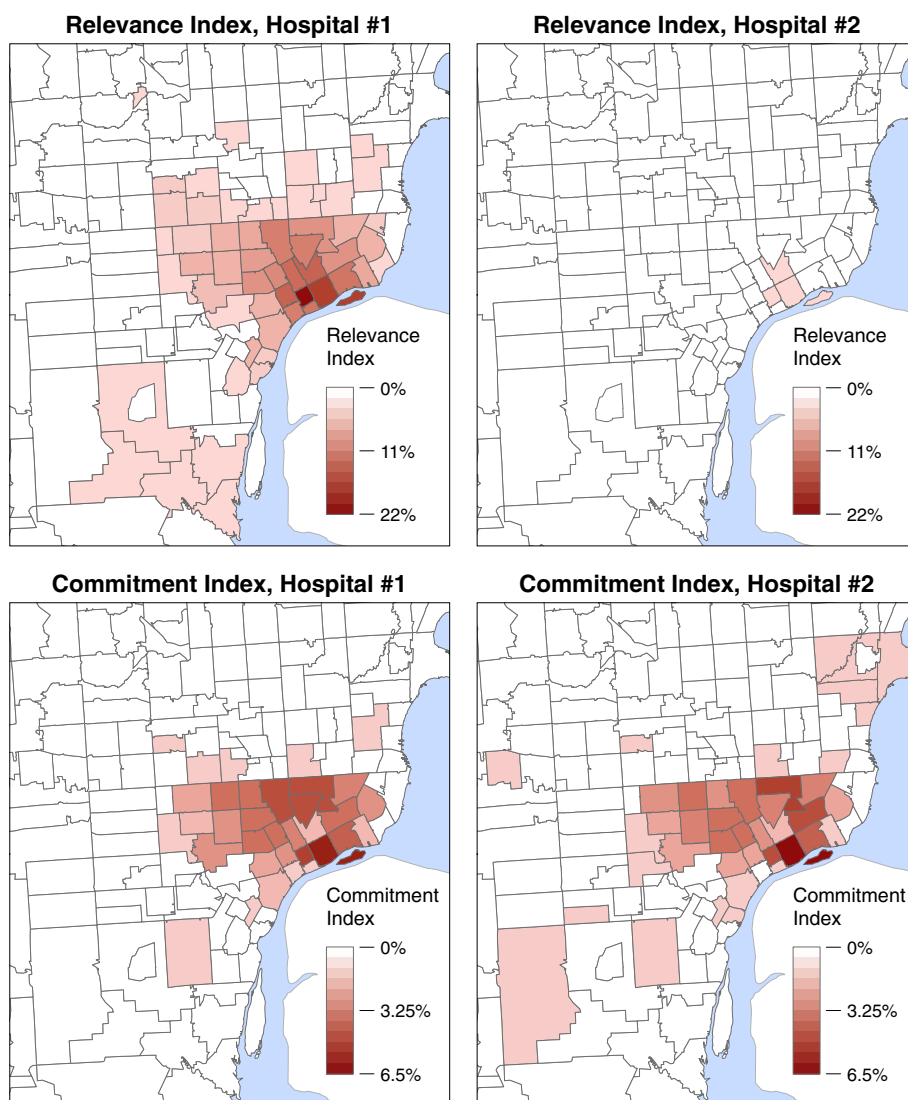 Relevance Index, Hospital #1
Relevance Index, Hospital #2
Relevance
Index
0%
11%
22%
Relevance
Index
0%
11%
22%
Commitment Index, Hospital #1
Commitment Index, Hospital #2
Commitment
Index
0%
3.25%
6.5%
Commitment
Index
0%
3.25%
6.5%